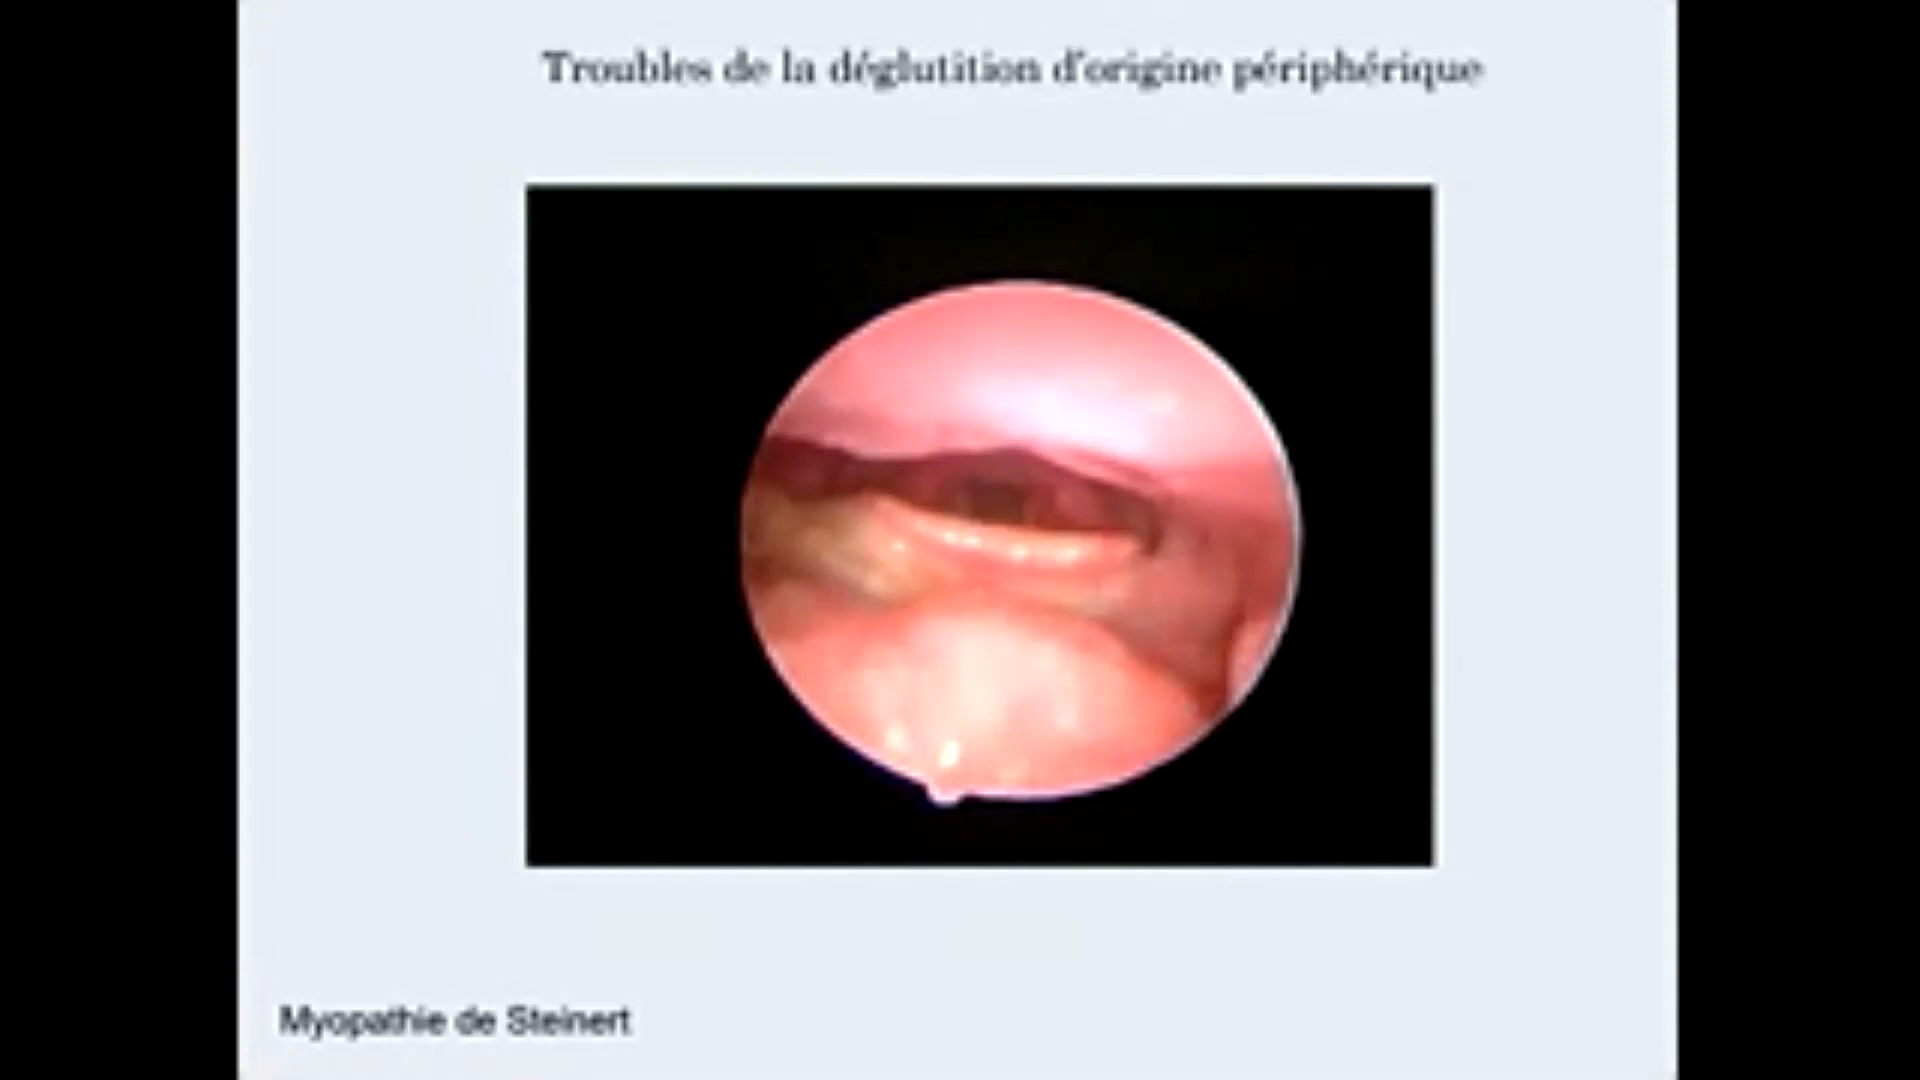 Troubles de la déglutition d'origine périphérique
Myopathie de Steinert